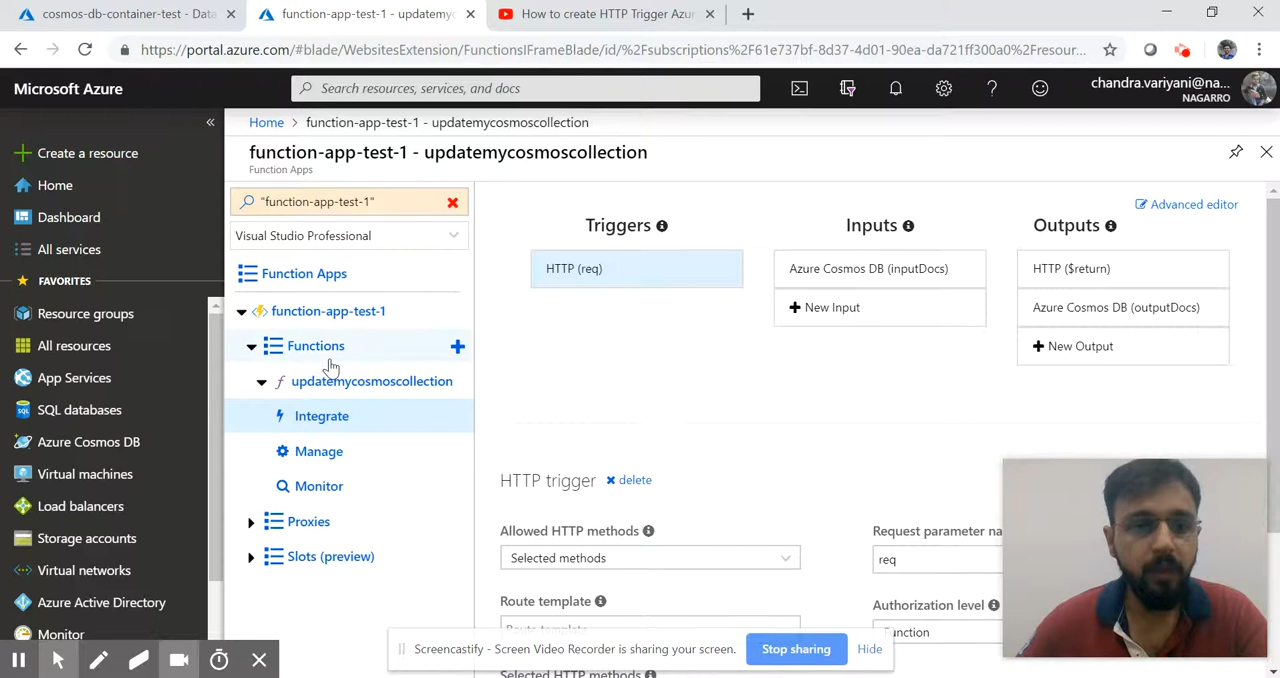 cosmos-db-container-test - Data
function-app-test-1 - updatemyc
How to create HTTP Trigger Azur
https://portal.azure.com/#blade/WebsitesExtension/FunctionsIFrameBlade/id/%2Fsubscriptions%2F61e737bf-8d37-4d01-90ea-da721ff300a0%2Fresour...
Microsoft Azure
Search resources, services, and docs
chandra.variyani@na...
NAGARRO
Create a resource
Home
Dashboard
All services
FAVORITES
Resource groups
All resources
App Services
SQL databases
Azure Cosmos DB
Virtual machines
Load balancers
Storage accounts
Virtual networks
Azure Active Directory
Monitor
Home > function-app-test-1 - updatemycosmoscollection
function-app-test-1 - updatemycosmoscollection
Function Apps
"function-app-test-1"
Visual Studio Professional
Function Apps
function-app-test-1
Functions
updatemycosmoscollection
Integrate
Manage
Monitor
Proxies
Slots (preview)
Advanced editor
Triggers
HTTP (req)
Inputs
Azure Cosmos DB (inputDocs)
New Input
Outputs
HTTP ($return)
Azure Cosmos DB (outputDocs)
New Output
HTTP trigger delete
Allowed HTTP methods
Selected methods
Request parameter na
req
Route template
Route template
Authorization level
Function
Selected HTTP methods
Screencastify - Screen Video Recorder is sharing your screen.
Stop sharing
Hide